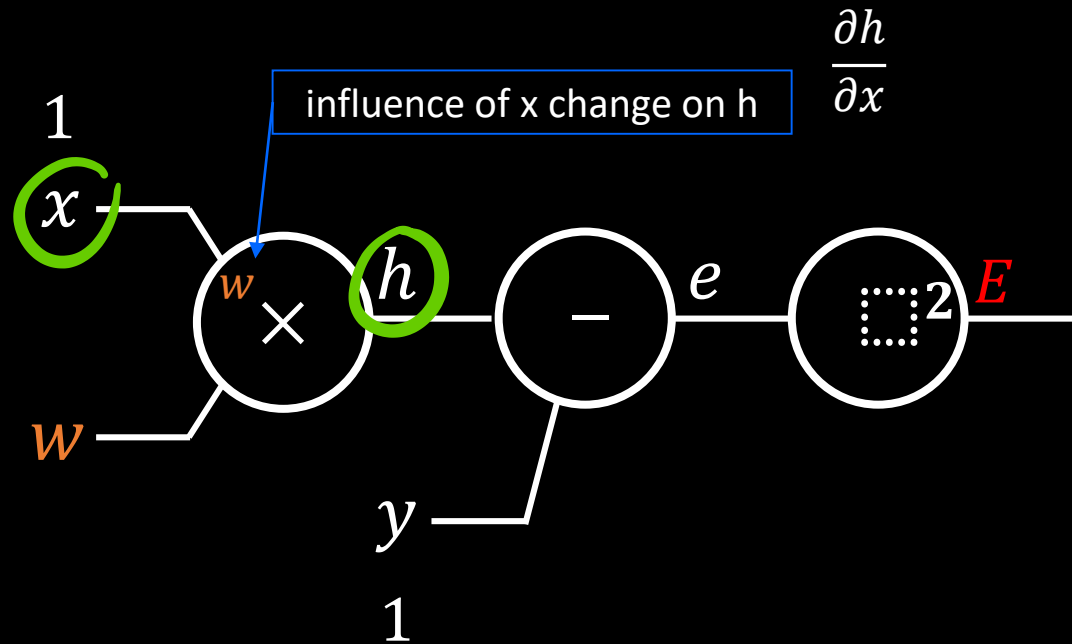 ∂h
∂x
influence of x change on h
1
x
w
×
h
−
e
□²
E
w
y
1